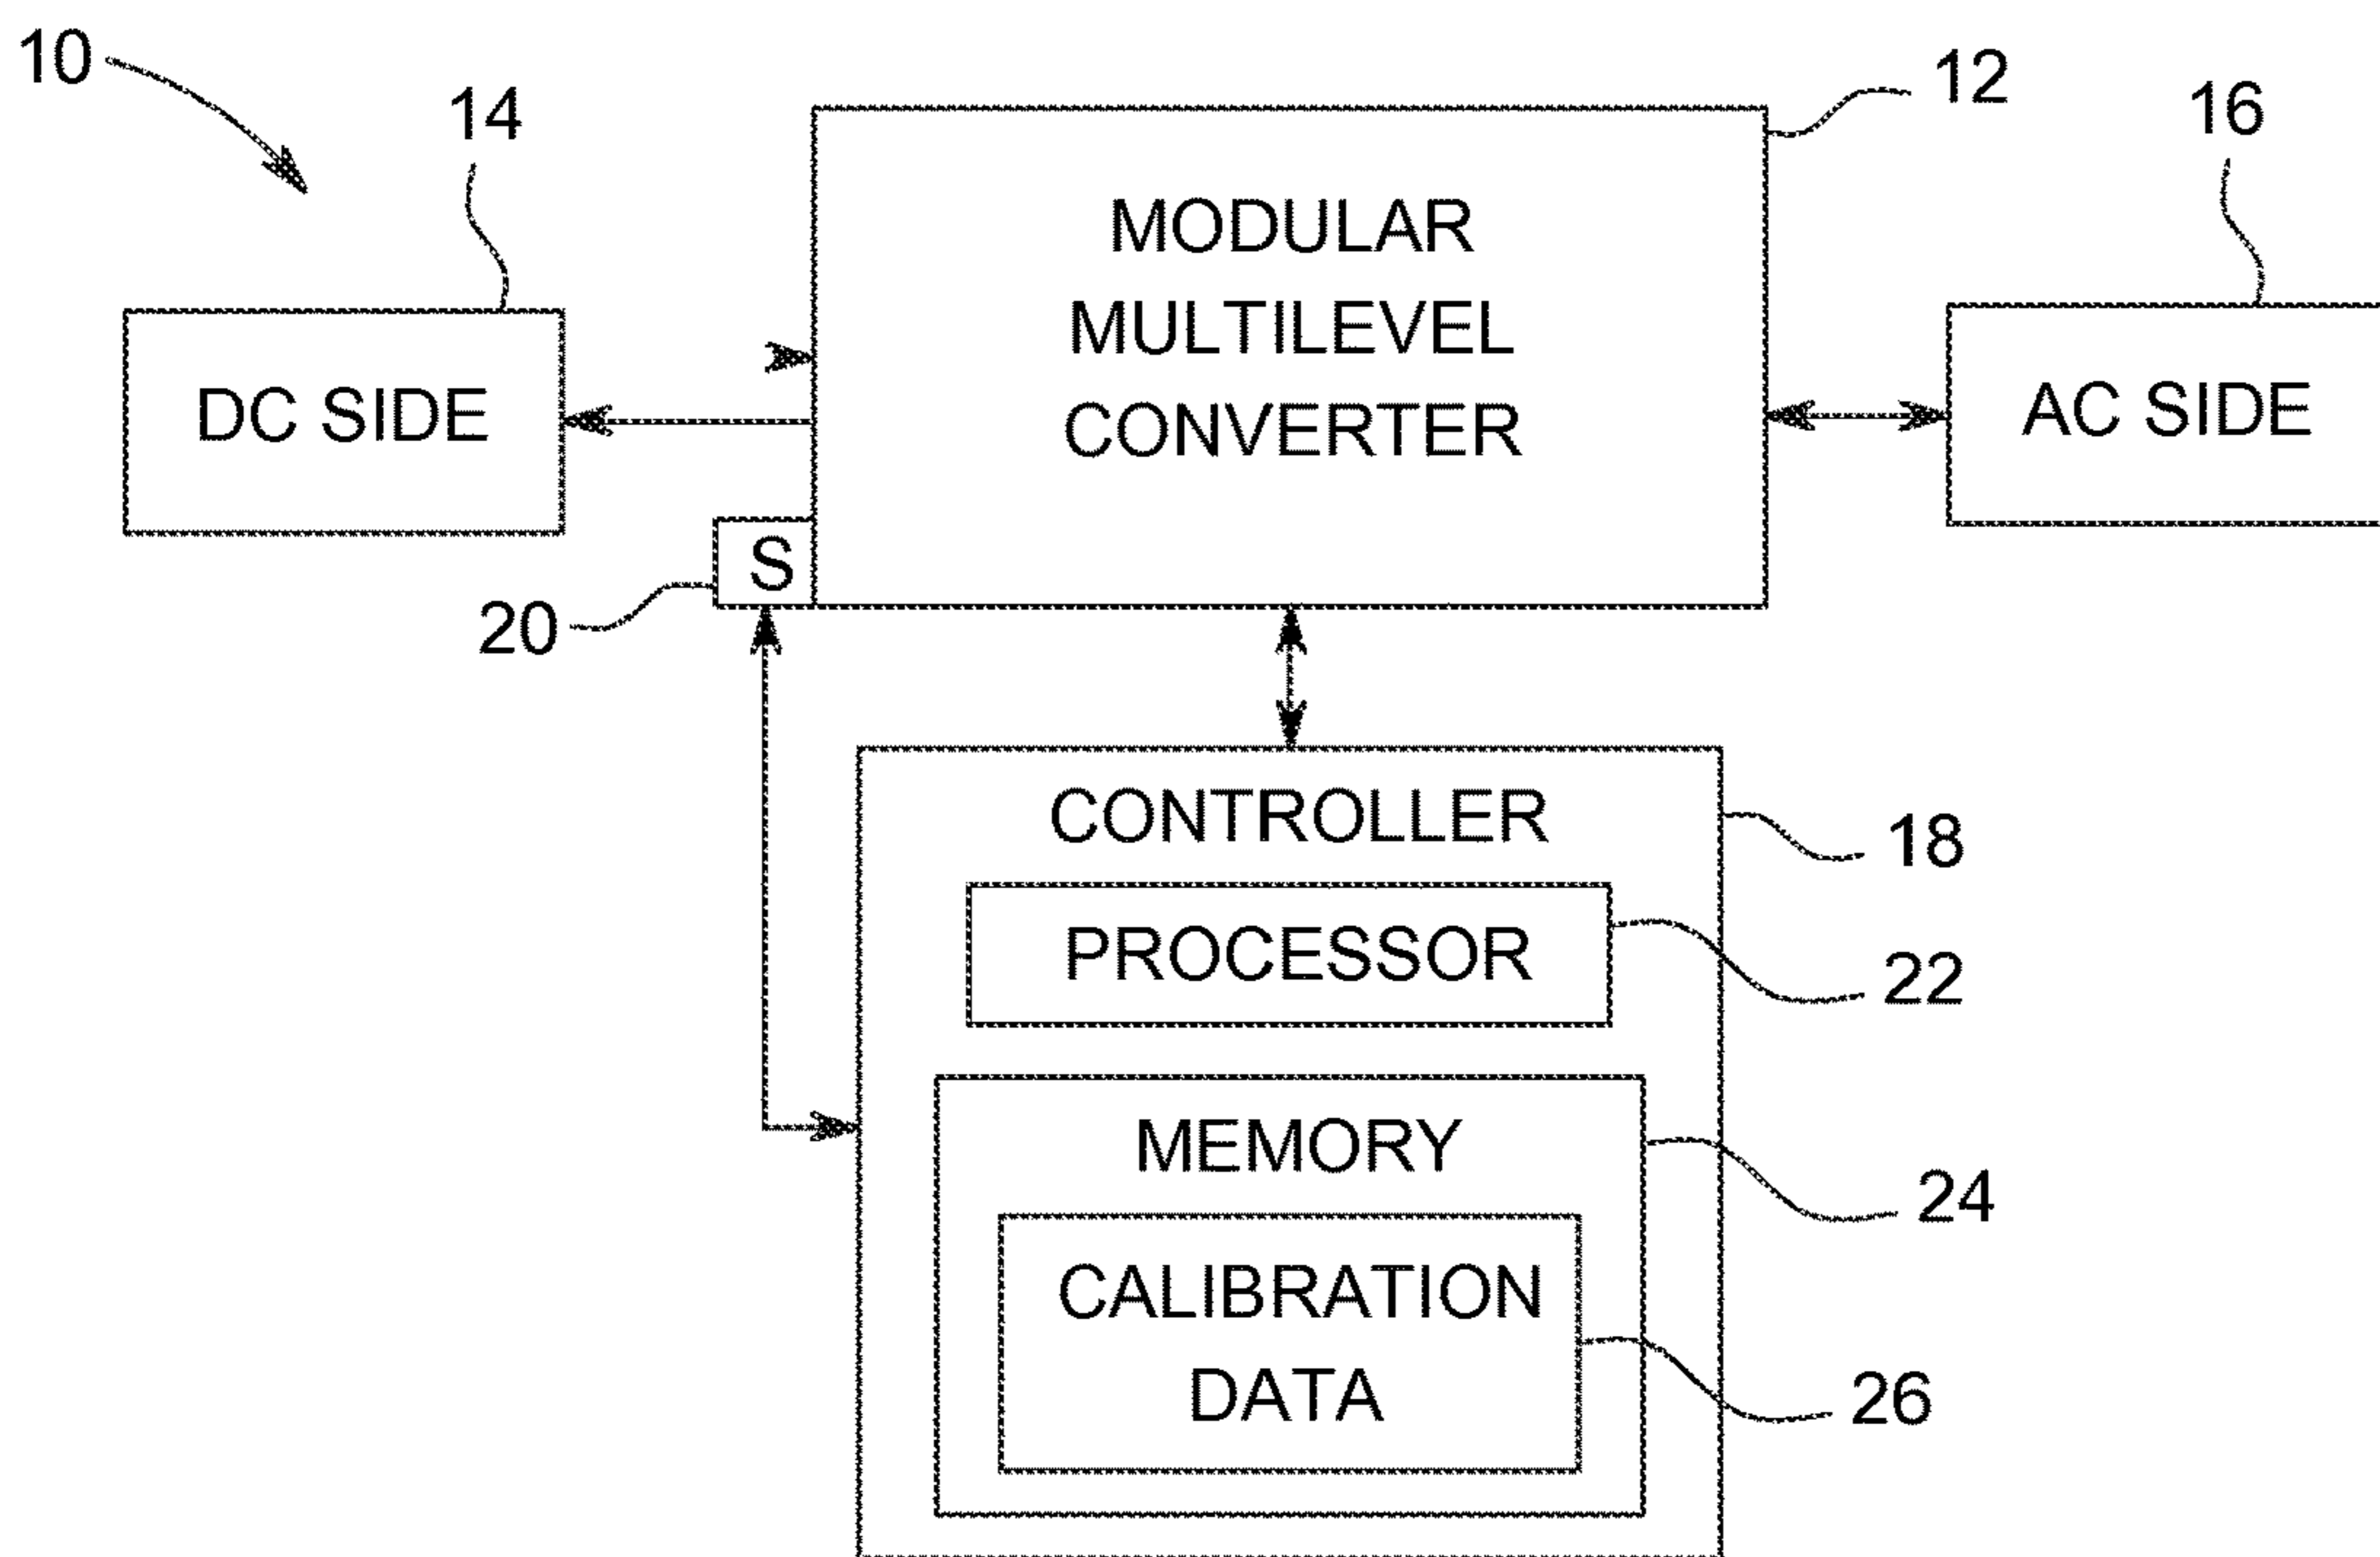 10
14
12
16
MODULAR
MULTILEVEL
CONVERTER
DC SIDE
AC SIDE
S
20
CONTROLLER
18
PROCESSOR
22
MEMORY
24
CALIBRATION
DATA
26